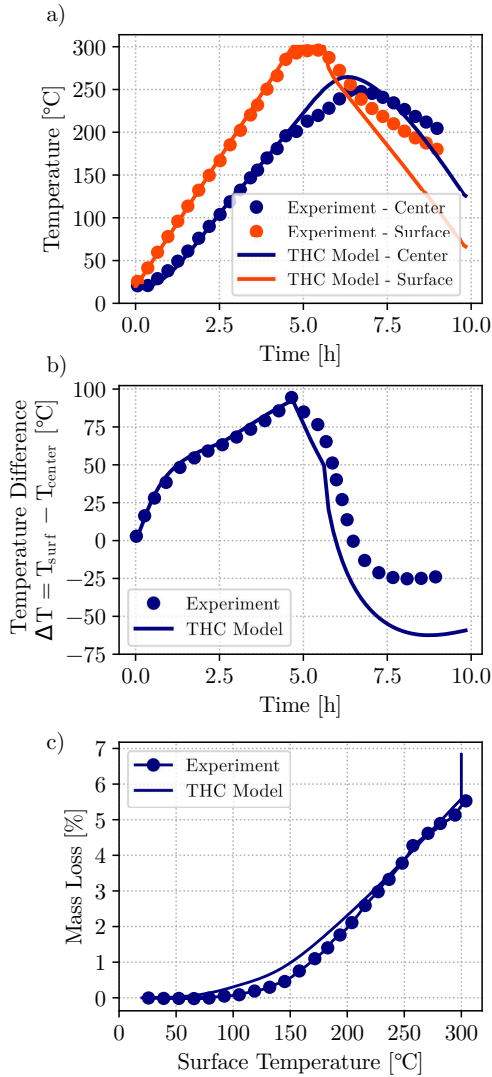 a)
300
250
200
150
100
50
0
Temperature [°C]
Experiment - Center
Experiment - Surface
THC Model - Center
THC Model - Surface
0.0 2.5 5.0 7.5 10.0
Time [h]
b)
100
75
50
25
0
−25
−50
−75
Temperature Difference
ΔT = Tsurf − Tcenter [°C]
Experiment
THC Model
0.0 2.5 5.0 7.5 10.0
Time [h]
c)
7
6
5
4
3
2
1
0
Mass Loss [%]
Experiment
THC Model
0 50 100 150 200 250 300
Surface Temperature [°C]